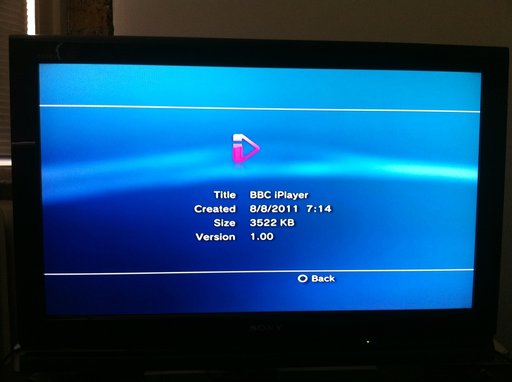 Title BBC iPlayer
Created 8/8/2011 7:14
Size 3522 KB
Version 1.00
Back
SONY